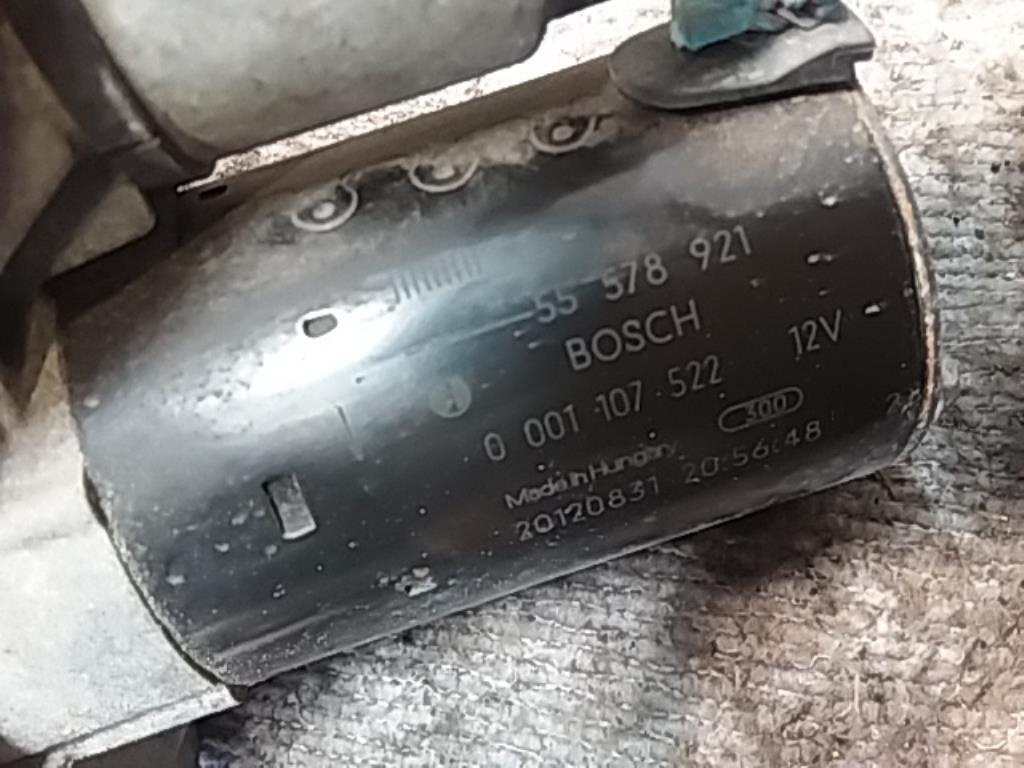 55 578 921
BOSCH
12V
0 001 107 522
300
Made in Hungary
20120831 20:56:48